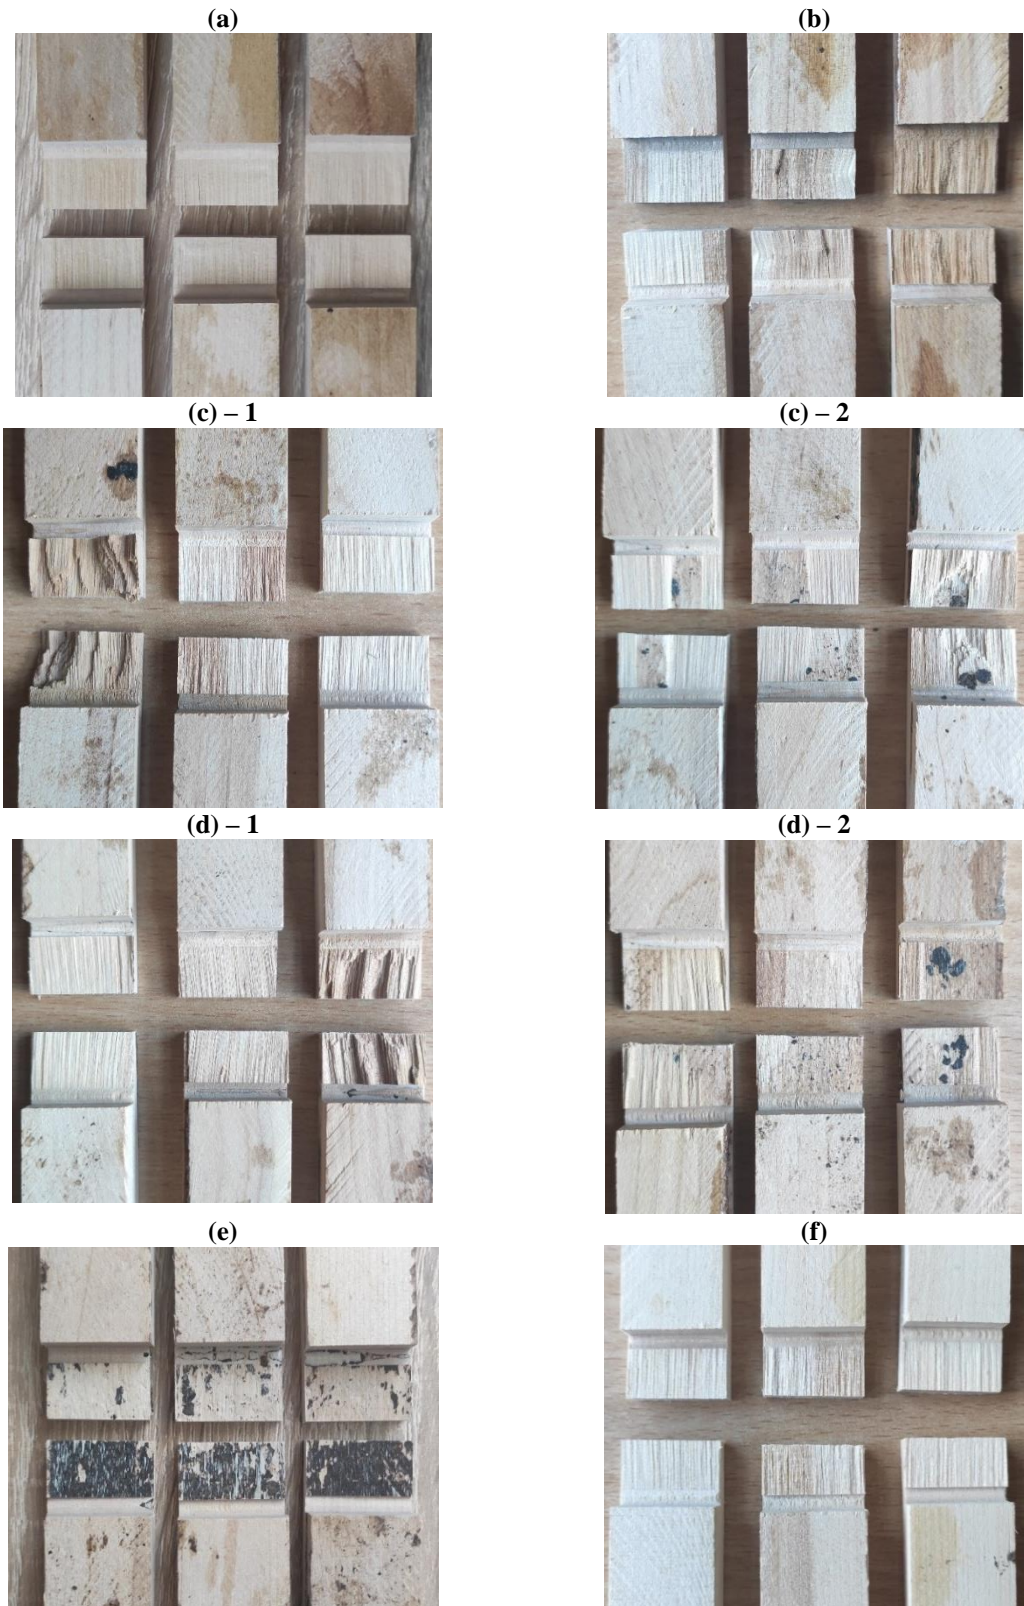 (a)
(b)
(c) – 1
(c) – 2
(d) – 1
(d) – 2
(e)
(f)